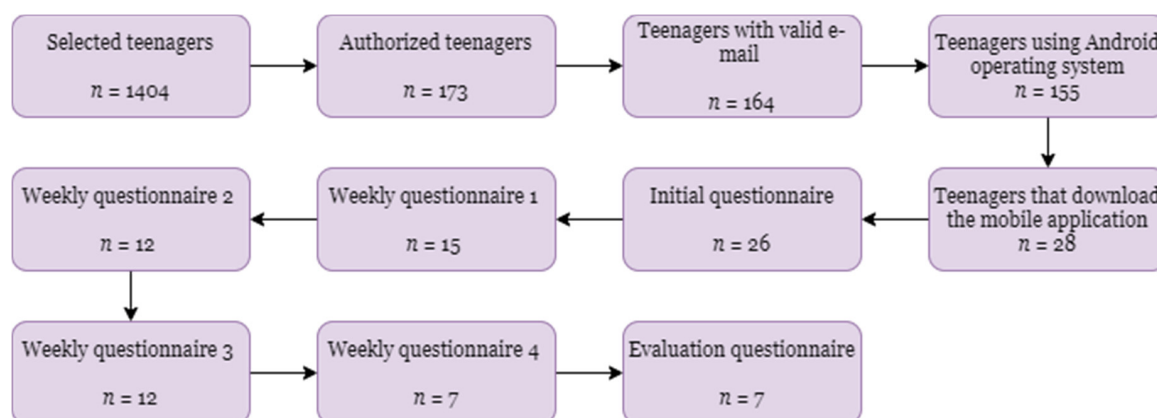 Selected teenagers
n = 1404
Authorized teenagers
n = 173
Teenagers with valid e-
mail
n = 164
Teenagers using Android
operating system
n = 155
Teenagers that download
the mobile application
n = 28
Initial questionnaire
n = 26
Weekly questionnaire 1
n = 15
Weekly questionnaire 2
n = 12
Weekly questionnaire 3
n = 12
Weekly questionnaire 4
n = 7
Evaluation questionnaire
n = 7